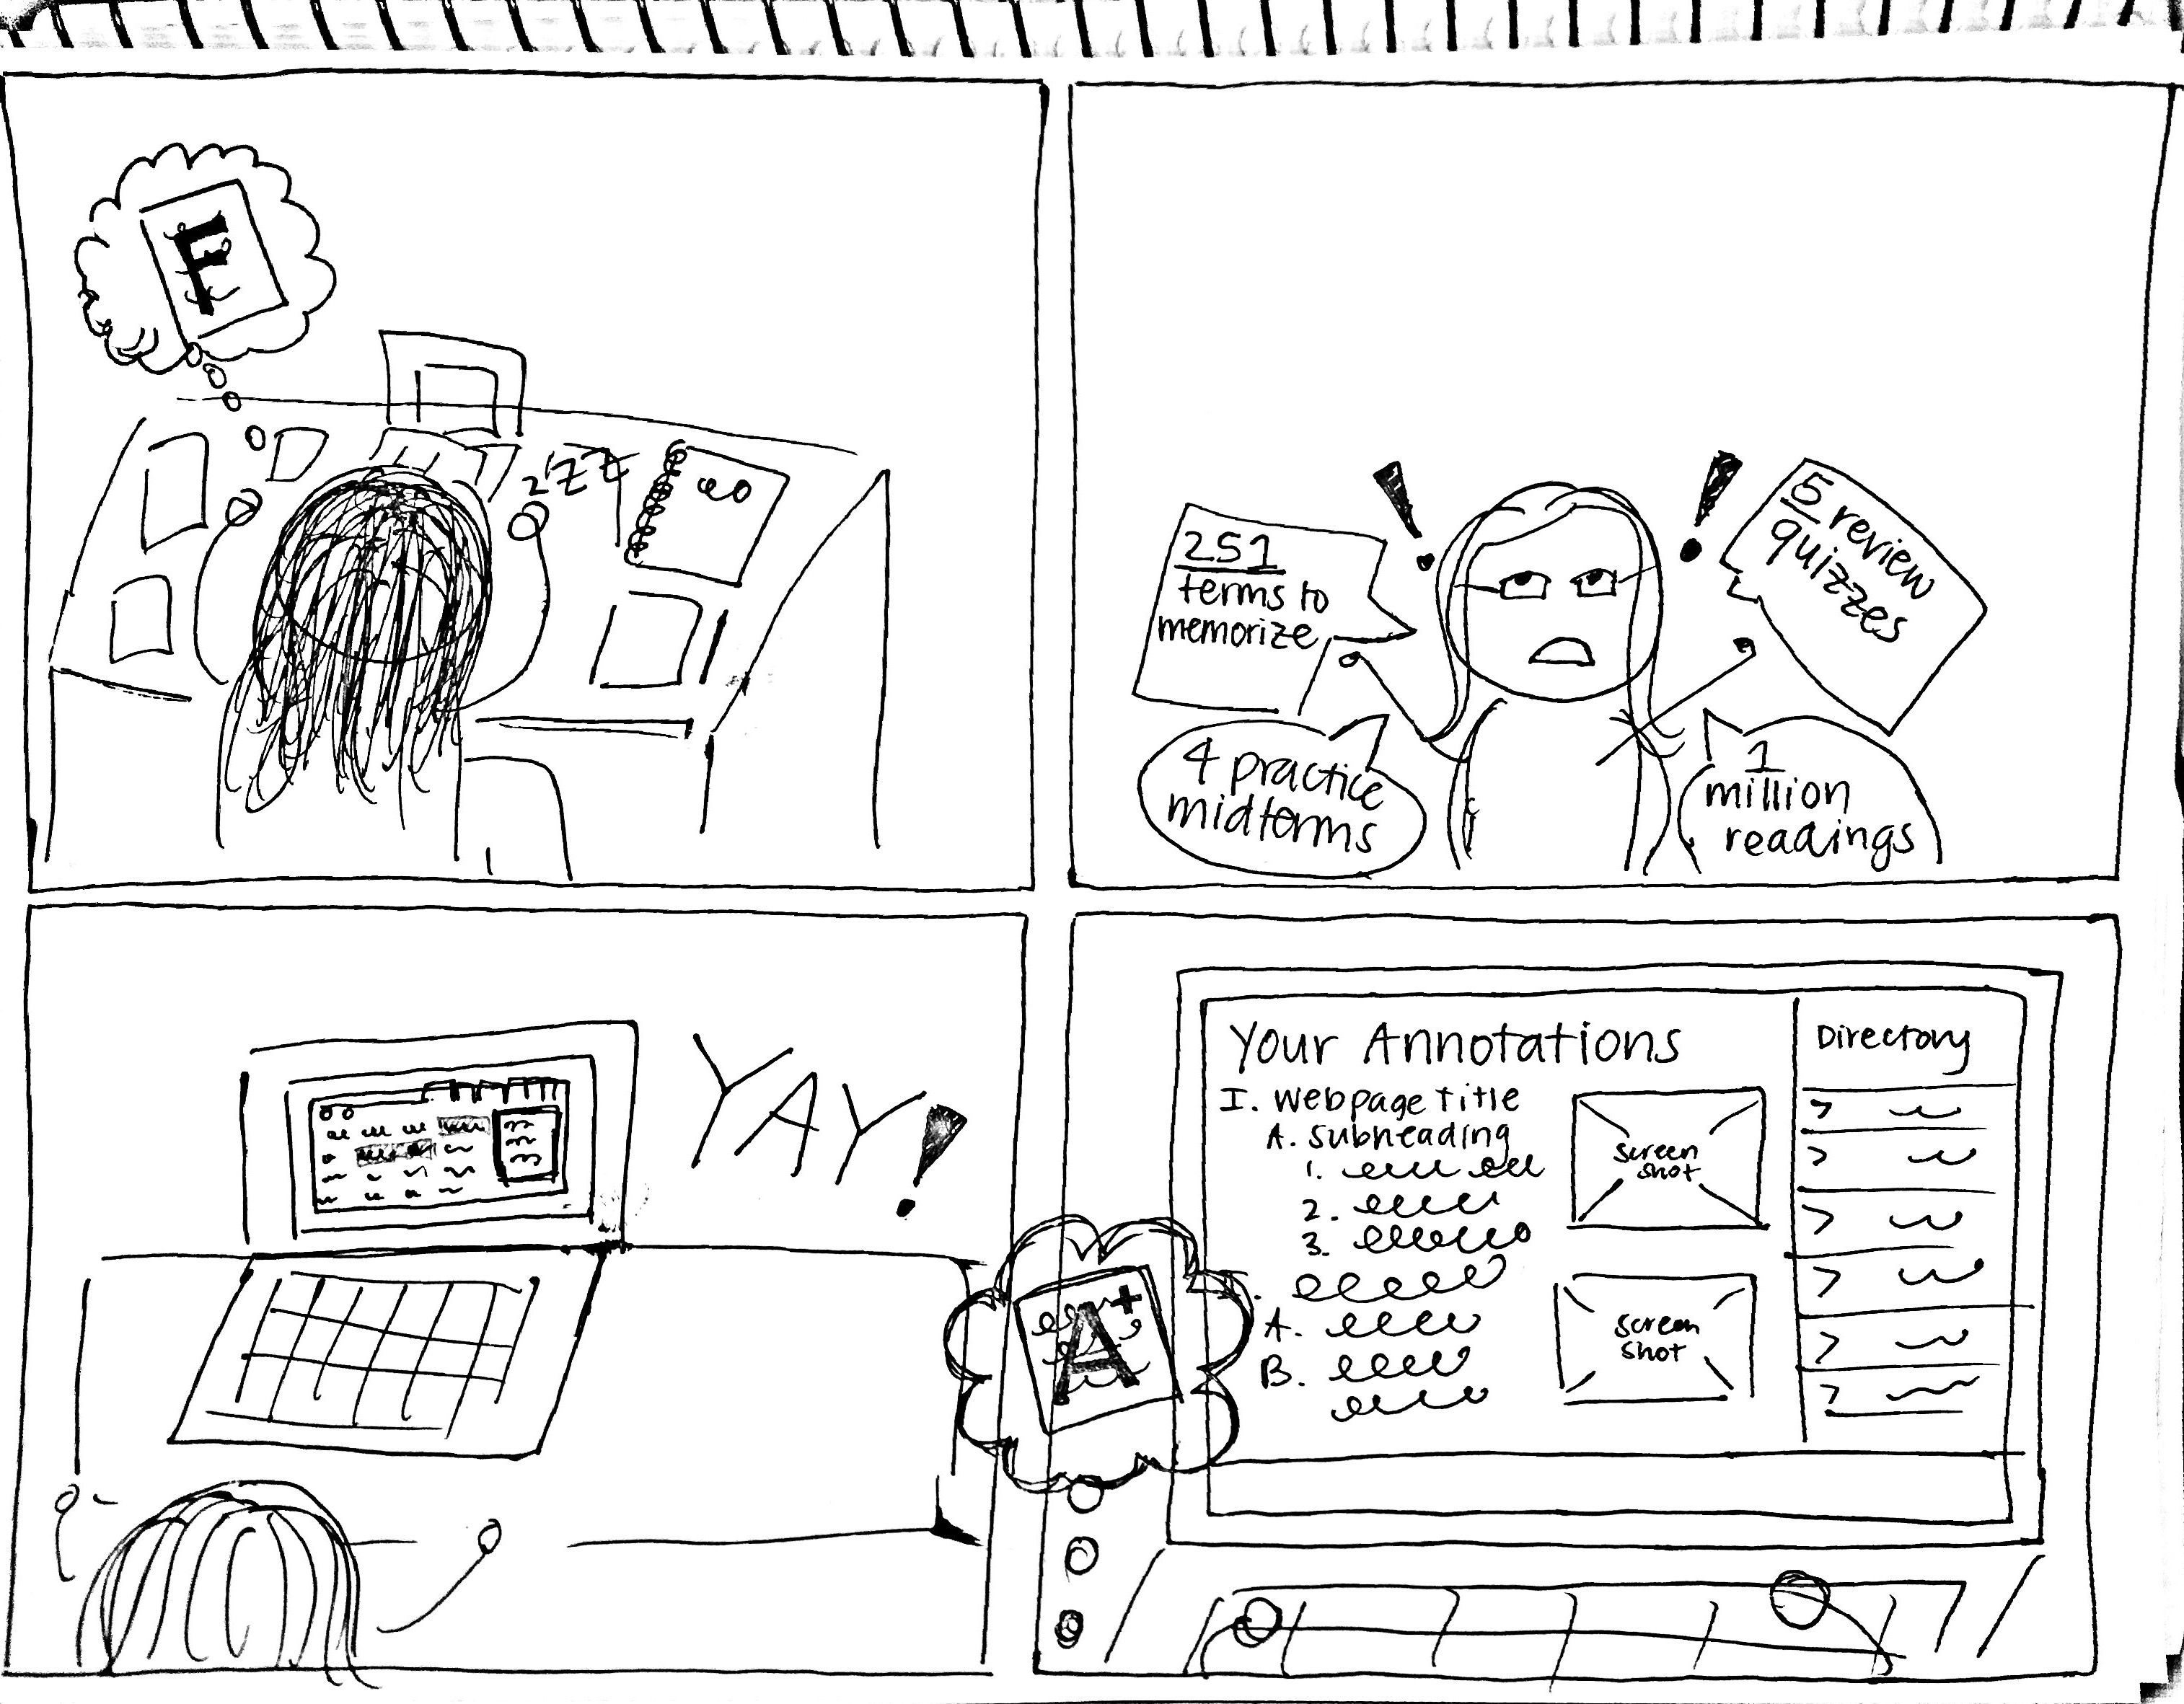 F
zZZ
251
terms to
memorize
5 review
quizzes
4 practice
midterms
1
million
readings
YAY!
Your Annotations
I. Webpage title
A. Subheading
1.
2.
3.
A.
B.
screen
shot
screen
shot
Directory
>
>
>
>
>
>
A+